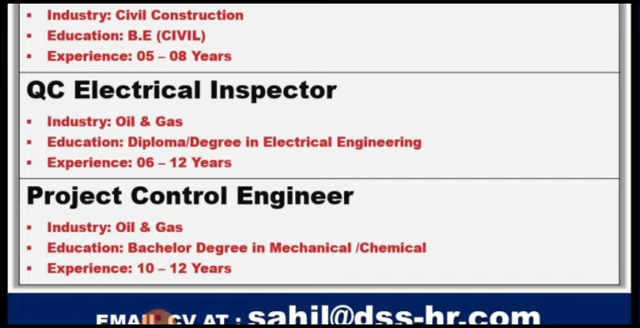 ▪ Industry: Civil Construction
▪ Education: B.E (CIVIL)
▪ Experience: 05 – 08 Years
QC Electrical Inspector
▪ Industry: Oil & Gas
▪ Education: Diploma/Degree in Electrical Engineering
▪ Experience: 06 – 12 Years
Project Control Engineer
▪ Industry: Oil & Gas
▪ Education: Bachelor Degree in Mechanical /Chemical
▪ Experience: 10 – 12 Years
EMAIL CV AT : sahil@dss-hr.com